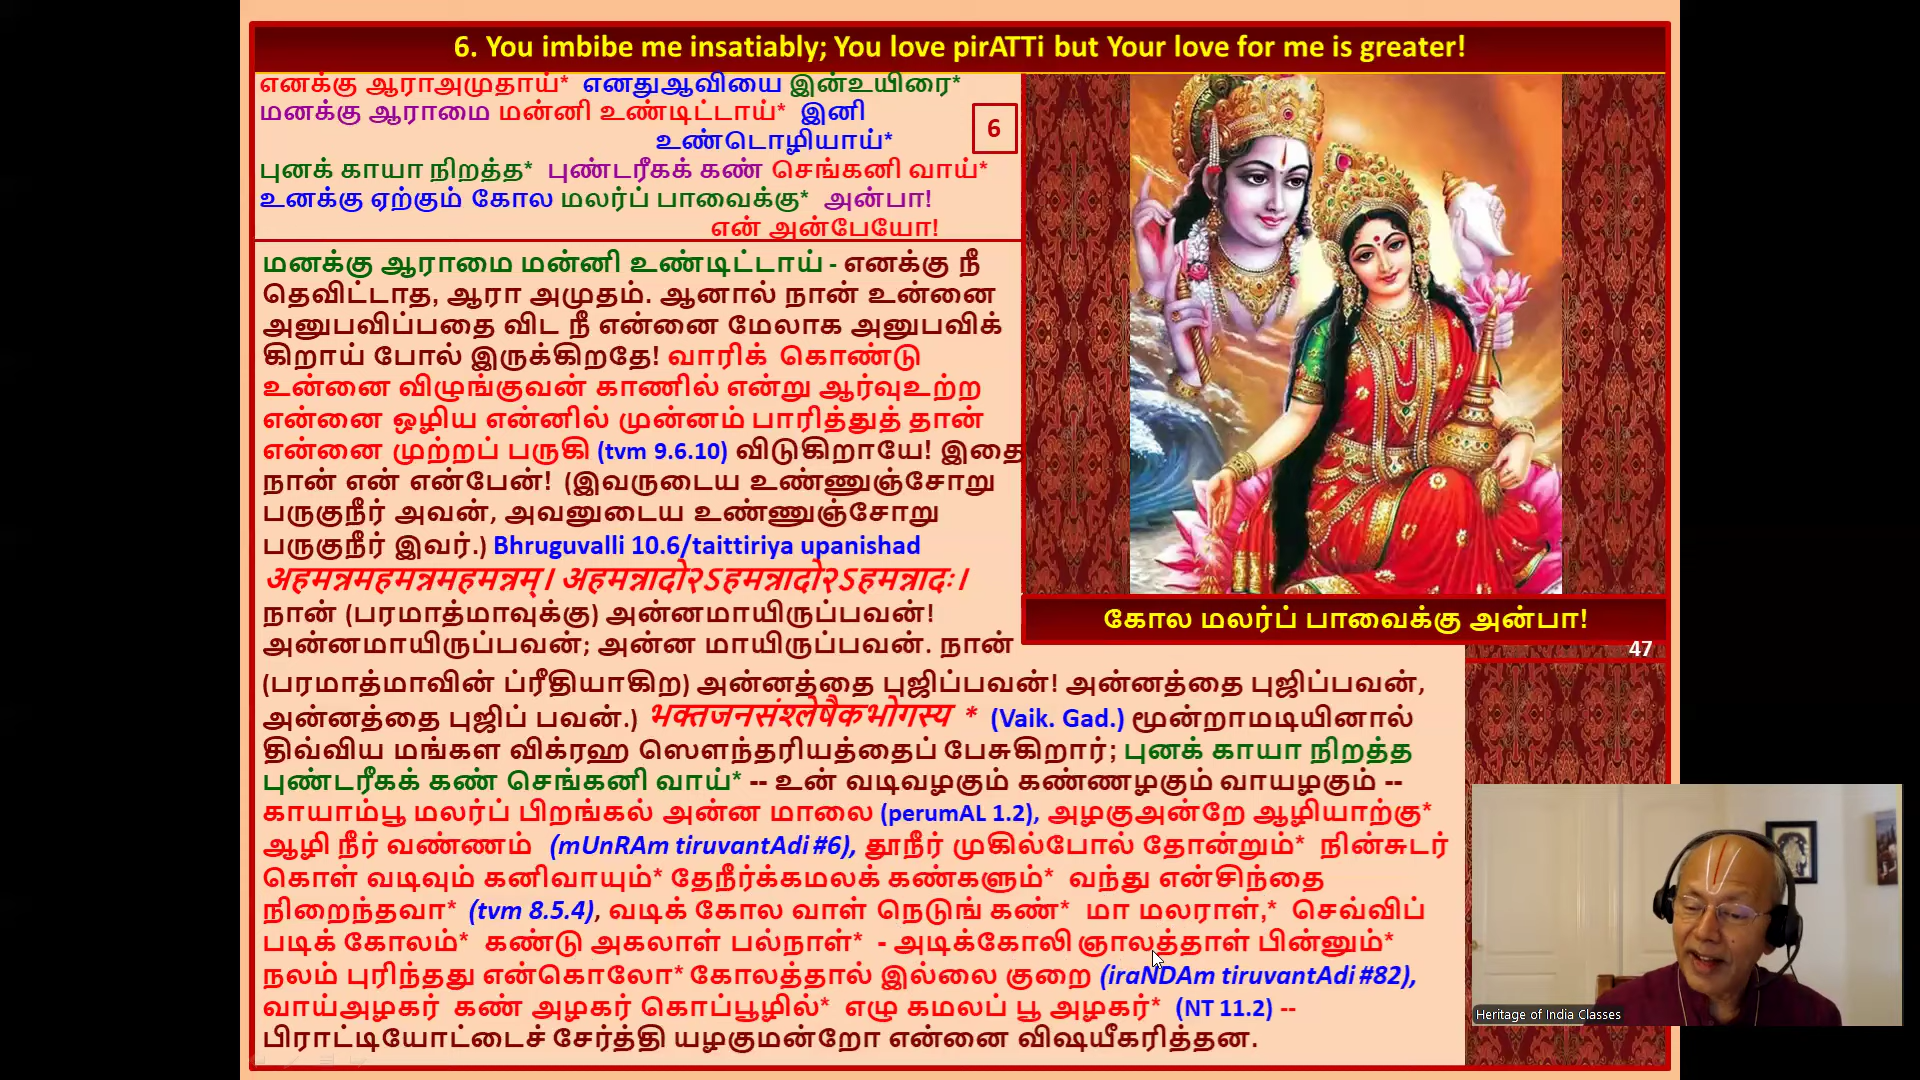 6. You imbibe me insatiably; You love pirATTi but Your love for me is greater!
எனக்கு ஆராஅமுதாய்* எனதுஆவியை இன்உயிரை*
மனக்கு ஆராமை மன்னி உண்டிட்டாய்* இனி
உண்டொழியாய்*
புனக் காயா நிறத்த* புண்டரீகக் கண் செங்கனி வாய்*
உனக்கு ஏற்கும் கோல மலர்ப் பாவைக்கு* அன்பா!
என் அன்பேயோ!
6
மனக்கு ஆராமை மன்னி உண்டிட்டாய் - எனக்கு நீ
தெவிட்டாத, ஆரா அமுதம். ஆனால் நான் உன்னை
அனுபவிப்பதை விட நீ என்னை மேலாக அனுபவிக்
கிறாய் போல் இருக்கிறதே! வாரிக் கொண்டு
உன்னை விழுங்குவன் காணில் என்று ஆர்வுஉற்ற
என்னை ஒழிய என்னில் முன்னம் பாரித்துத் தான்
என்னை முற்றப் பருகி (tvm 9.6.10) விடுகிறாயே! இதை
நான் என் என்பேன்! (இவருடைய உண்ணுஞ்சோறு
பருகுநீர் அவன், அவனுடைய உண்ணுஞ்சோறு
பருகுநீர் இவர்.) Bhruguvalli 10.6/taittiriya upanishad
अहमन्नमहमन्नमहमन्नम्। अहमन्नादो२ऽहमन्नादो२ऽहमन्नादः।
நான் (பரமாத்மாவுக்கு) அன்னமாயிருப்பவன்!
அன்னமாயிருப்பவன்; அன்ன மாயிருப்பவன். நான்
(பரமாத்மாவின் ப்ரீதியாகிற) அன்னத்தை புஜிப்பவன்! அன்னத்தை புஜிப்பவன்,
அன்னத்தை புஜிப் பவன்.) भक्तजनसंश्लेषैकभोगस्य * (Vaik. Gad.) மூன்றாமடியினால்
திவ்விய மங்கள விக்ரஹ ஸௌந்தரியத்தைப் பேசுகிறார்; புனக் காயா நிறத்த
புண்டரீகக் கண் செங்கனி வாய்* -- உன் வடிவழகும் கண்ணழகும் வாயழகும் --
காயாம்பூ மலர்ப் பிறங்கல் அன்ன மாலை (perumAL 1.2), அழகுஅன்றே ஆழியாற்கு*
ஆழி நீர் வண்ணம் (mUnRAm tiruvantAdi #6), தூநீர் முகில்போல் தோன்றும்* நின்சுடர்
கொள் வடிவும் கனிவாயும்* தேநீர்க்கமலக் கண்களும்* வந்து என்சிந்தை
நிறைந்தவா* (tvm 8.5.4), வடிக் கோல வாள் நெடுங் கண்* மா மலராள்,* செவ்விப்
படிக் கோலம்* கண்டு அகலாள் பல்நாள்* - அடிக்கோலி ஞாலத்தாள் பின்னும்*
நலம் புரிந்தது என்கொலோ* கோலத்தால் இல்லை குறை (iraNDAm tiruvantAdi #82),
வாய்அழகர் கண் அழகர் கொப்பூழில்* எழு கமலப் பூ அழகர்* (NT 11.2) --
பிராட்டியோட்டைச் சேர்த்தி யழகுமன்றோ என்னை விஷயீகரித்தன.
கோல மலர்ப் பாவைக்கு அன்பா!
47
Heritage of India Classes